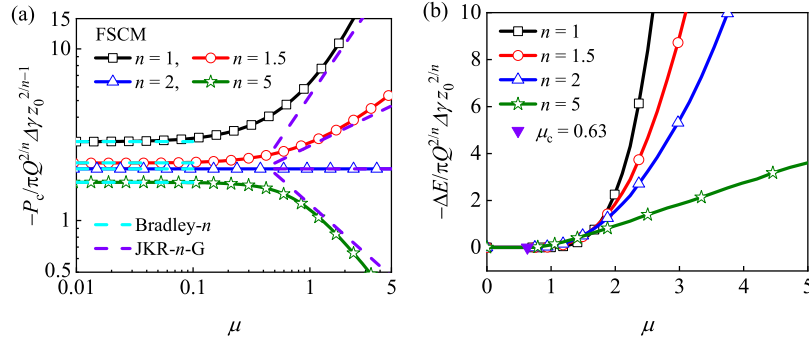 (a)
−P_c/πQ^{2/n}Δγz_0^{2/n−1}
15
10
1
0.5
FSCM
n = 1, n = 1.5
n = 2, n = 5
Bradley-n
JKR-n-G
0.01 0.1 1 5
μ
(b)
−ΔE/πQ^{2/n}Δγz_0^{2/n}
10
8
6
4
2
0
n = 1
n = 1.5
n = 2
n = 5
μ_c = 0.63
0 1 2 3 4 5
μ